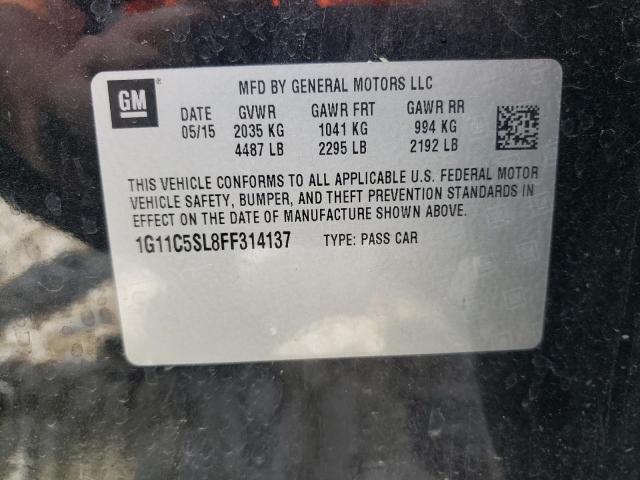 GM
MFD BY GENERAL MOTORS LLC
DATE GVWR GAWR FRT GAWR RR
05/15 2035 KG 1041 KG 994 KG
4487 LB 2295 LB 2192 LB
THIS VEHICLE CONFORMS TO ALL APPLICABLE U.S. FEDERAL MOTOR
VEHICLE SAFETY, BUMPER, AND THEFT PREVENTION STANDARDS IN
EFFECT ON THE DATE OF MANUFACTURE SHOWN ABOVE.
1G11C5SL8FF314137 TYPE: PASS CAR